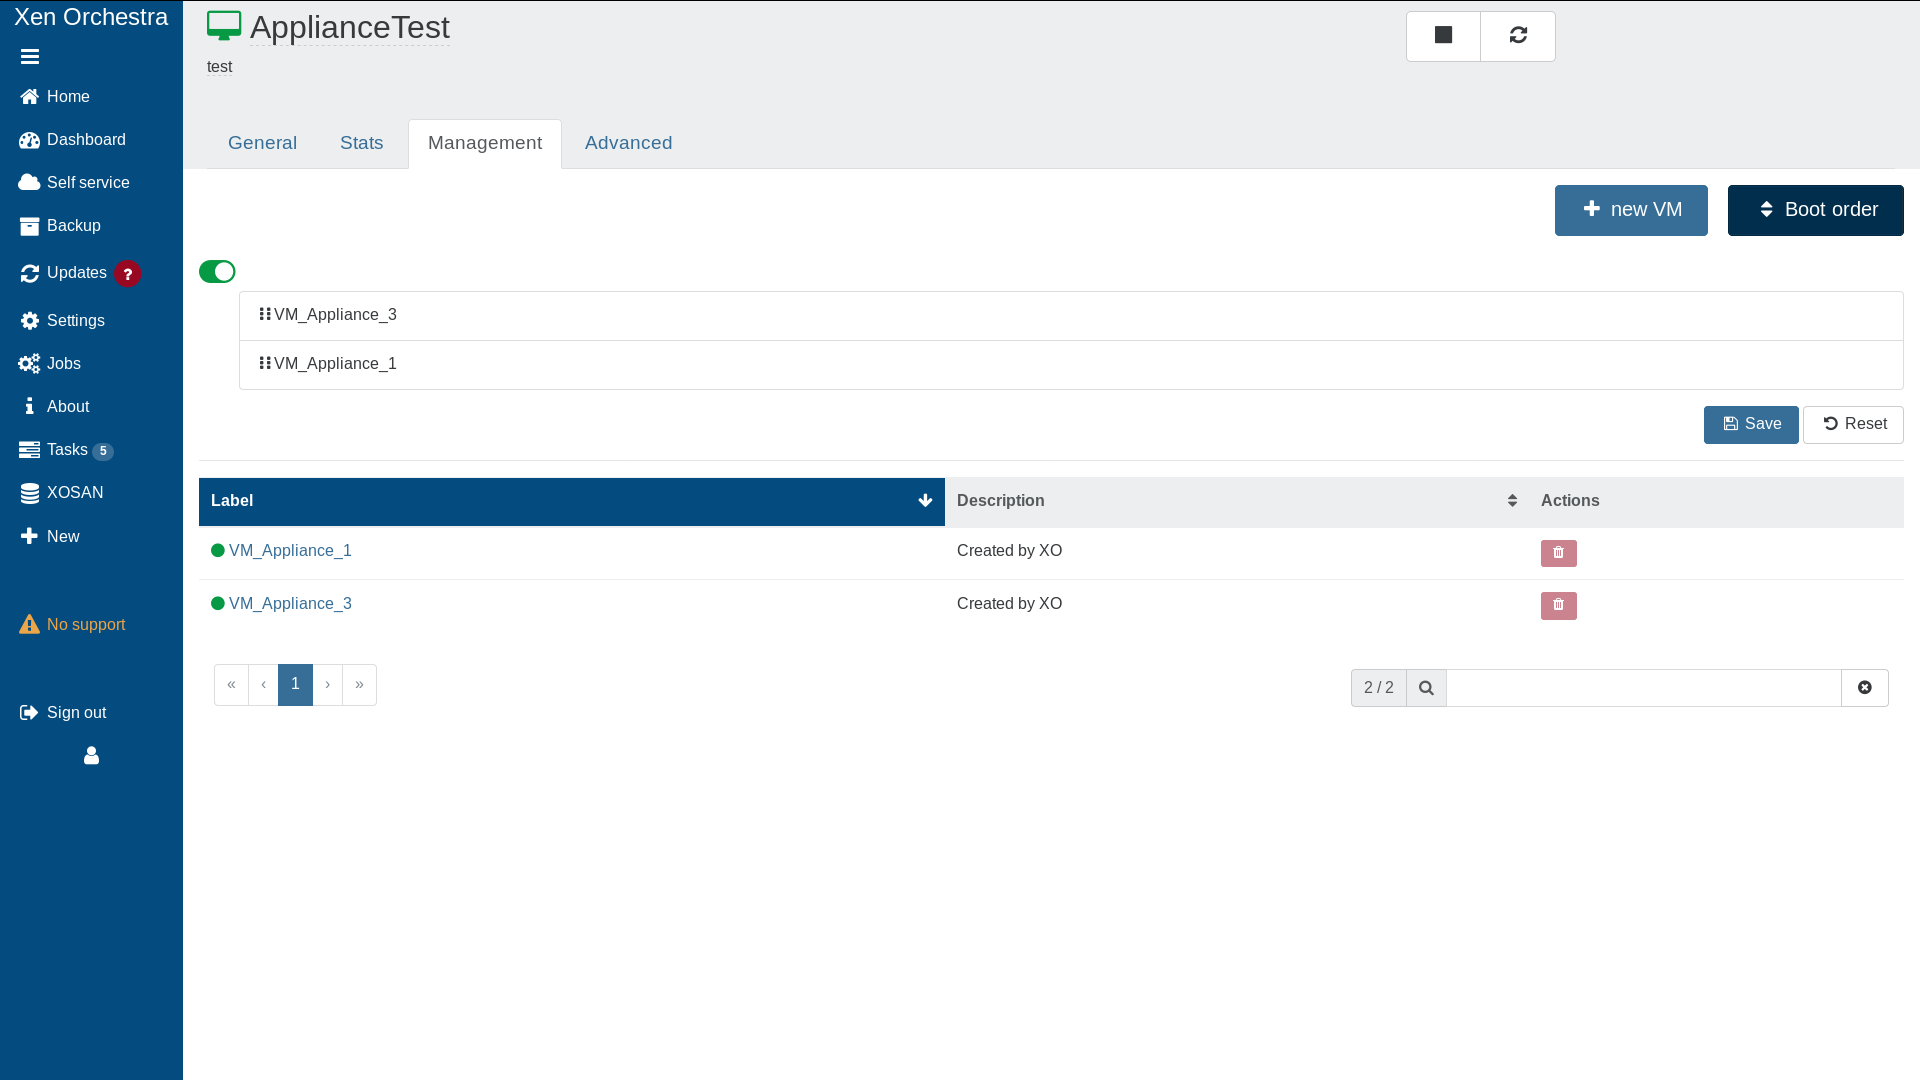 Xen Orchestra
Home
Dashboard
Self service
Backup
Updates ?
Settings
Jobs
About
Tasks 5
XOSAN
New
No support
Sign out
ApplianceTest
test
General Stats Management Advanced
new VM Boot order
VM_Appliance_3
VM_Appliance_1
Save Reset
Label Description Actions
VM_Appliance_1 Created by XO
VM_Appliance_3 Created by XO
« ‹ 1 › » 2 / 2